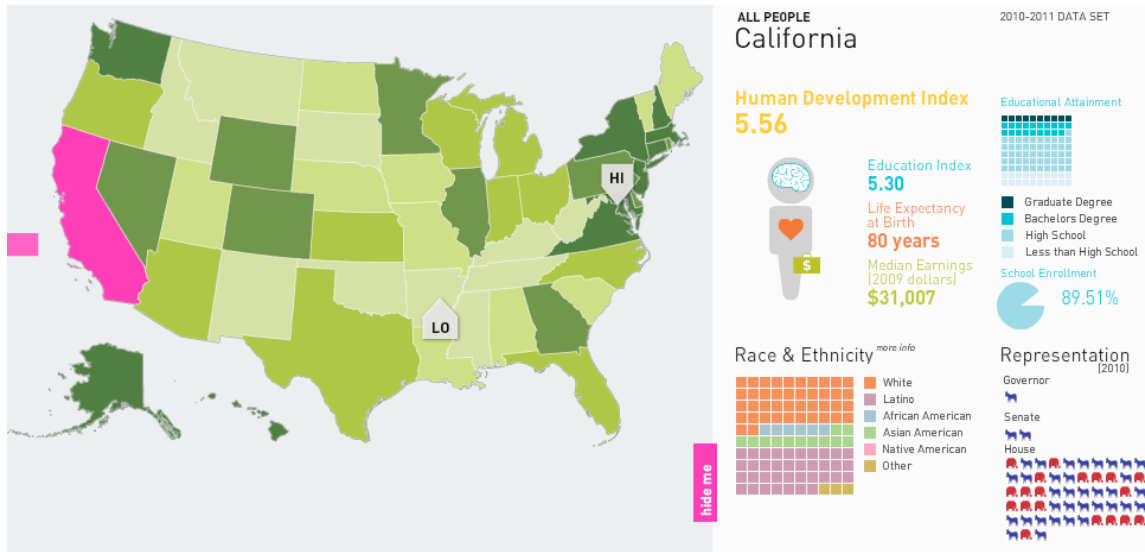 ALL PEOPLE
California
2010-2011 DATA SET
Human Development Index
5.56
Education Index
5.30
Life Expectancy
at Birth
80 years
Median Earnings
(2009 dollars)
$31,007
$
Educational Attainment
Graduate Degree
Bachelors Degree
High School
Less than High School
School Enrollment
89.51%
HI
LO
hide me
Race & Ethnicity
more info
White
Latino
African American
Asian American
Native American
Other
Representation
(2010)
Governor
Senate
House